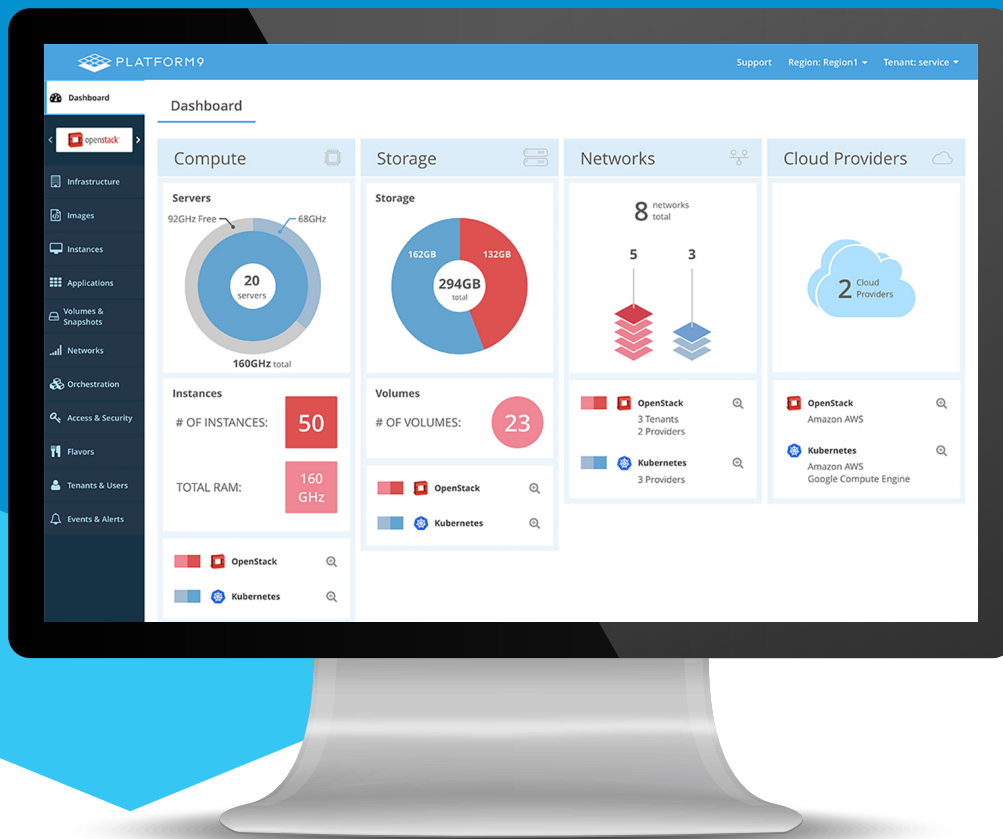 PLATFORM9
Support Region: Region1 Tenant: service
Dashboard
openstack
Infrastructure
Images
Instances
Applications
Volumes &
Snapshots
Networks
Orchestration
Access & Security
Flavors
Tenants & Users
Events & Alerts
Dashboard
Compute
Servers
92GHz Free
68GHz
20
servers
160GHz total
Instances
# OF INSTANCES:
50
TOTAL RAM:
160
GHz
OpenStack
Kubernetes
Storage
Storage
162GB
132GB
294GB
total
Volumes
# OF VOLUMES:
23
OpenStack
Kubernetes
Networks
8 networks
total
5 3
OpenStack
3 Tenants
2 Providers
Kubernetes
3 Providers
Cloud Providers
2 Cloud
Providers
OpenStack
Amazon AWS
Kubernetes
Amazon AWS
Google Compute Engine